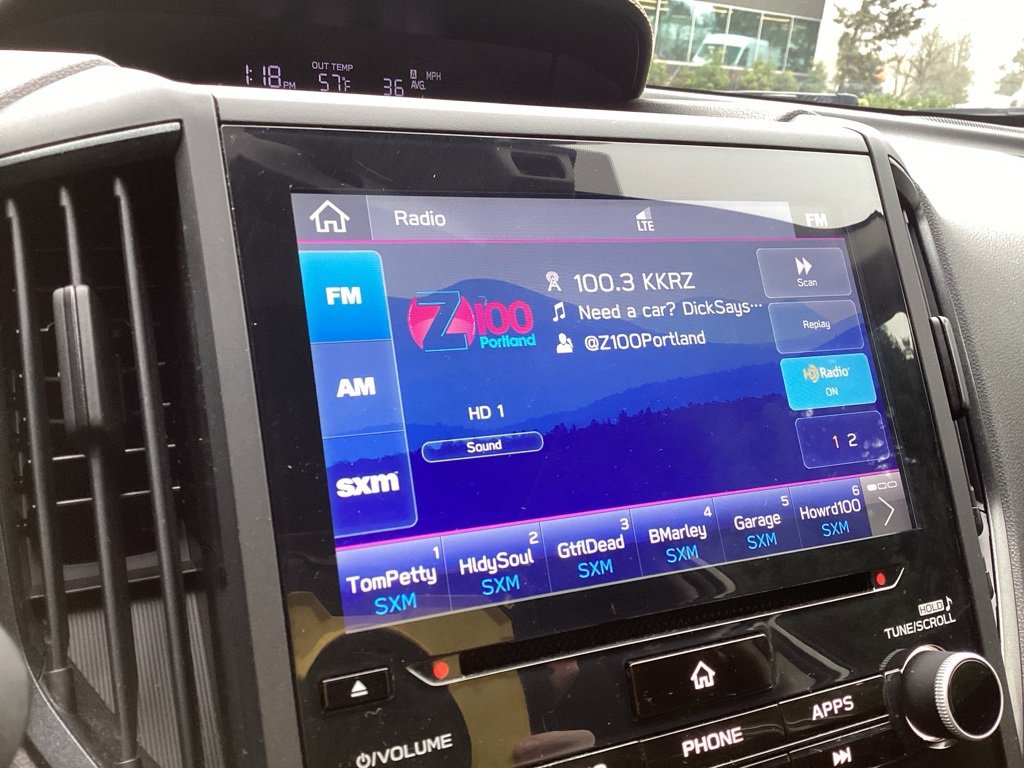 1:18 PM OUT TEMP 57°F 36 A AVG. MPH
Radio LTE FM
FM
AM
sxm
Z100
Portland
100.3 KKRZ
Need a car? DickSays...
@Z100Portland
HD 1
Sound
Scan
Replay
HD Radio
ON
1 2
1 TomPetty SXM
2 HldySoul SXM
3 GtflDead SXM
4 BMarley SXM
5 Garage SXM
6 Howrd100 SXM
HOLD
TUNE/SCROLL
APPS
PHONE
VOLUME